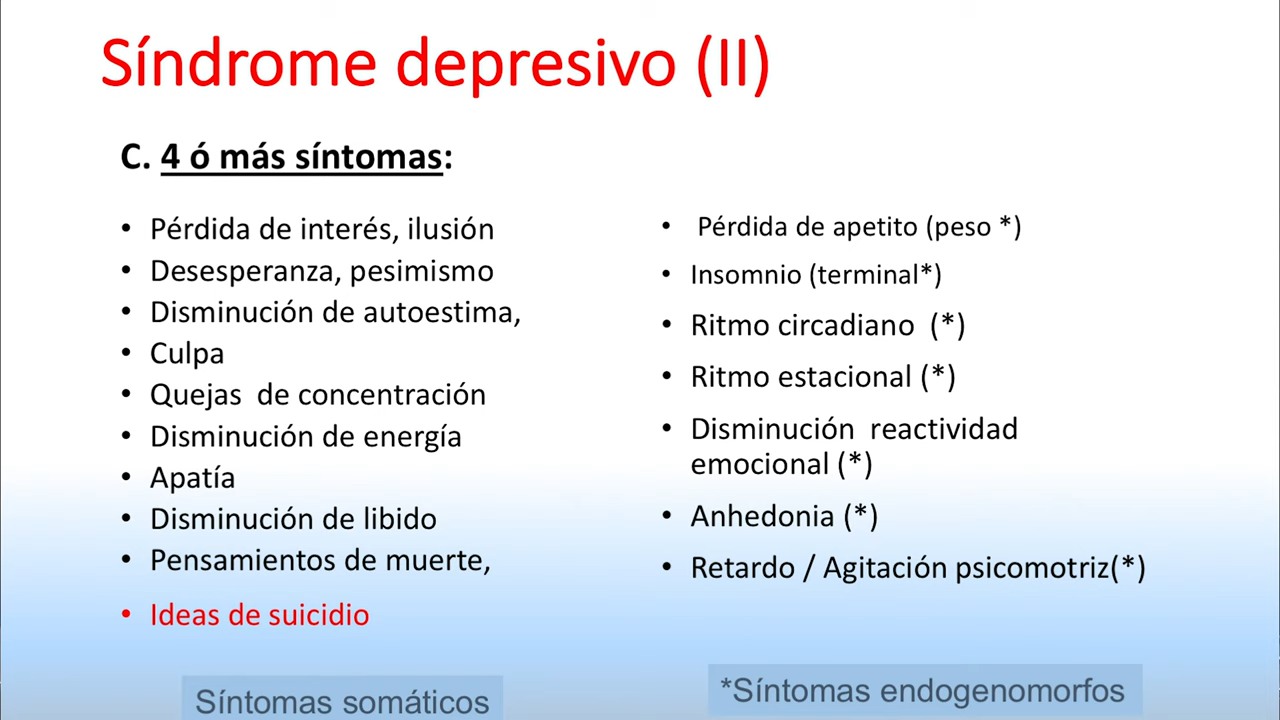 Síndrome depresivo (II)
C. 4 ó más síntomas:
• Pérdida de interés, ilusión
• Desesperanza, pesimismo
• Disminución de autoestima,
• Culpa
• Quejas de concentración
• Disminución de energía
• Apatía
• Disminución de libido
• Pensamientos de muerte,
• Ideas de suicidio
• Pérdida de apetito (peso *)
• Insomnio (terminal*)
• Ritmo circadiano (*)
• Ritmo estacional (*)
• Disminución reactividad
emocional (*)
• Anhedonia (*)
• Retardo / Agitación psicomotriz(*)
Síntomas somáticos
*Síntomas endogenomorfos